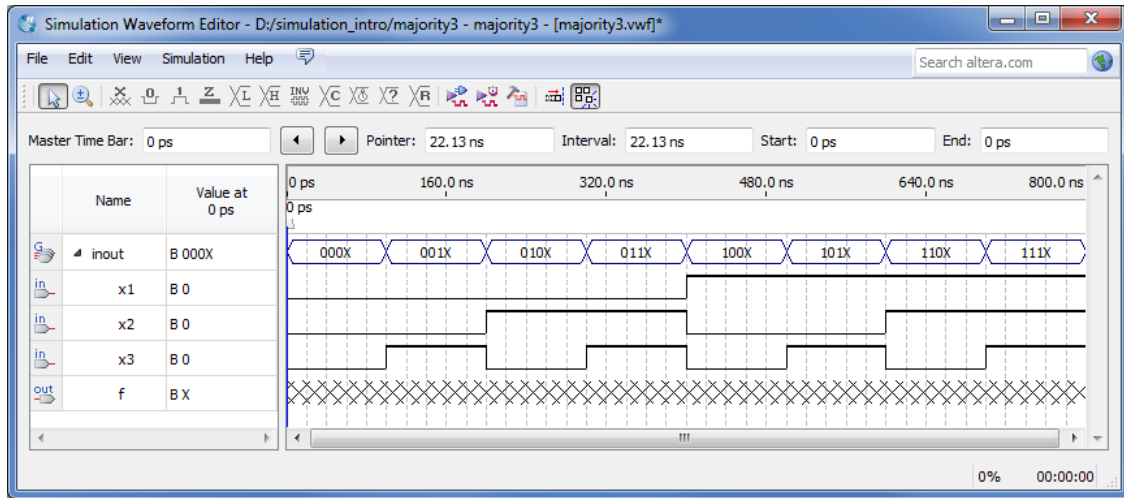 Simulation Waveform Editor - D:/simulation_intro/majority3 - majority3 - [majority3.vwf]*
File Edit View Simulation Help
Search altera.com
Master Time Bar: 0 ps Pointer: 22.13 ns Interval: 22.13 ns Start: 0 ps End: 0 ps
Name Value at 0 ps
0 ps 160.0 ns 320.0 ns 480.0 ns 640.0 ns 800.0 ns
0 ps
inout B 000X 000X 001X 010X 011X 100X 101X 110X 111X
in x1 B 0
in x2 B 0
in x3 B 0
out f B X
0% 00:00:00